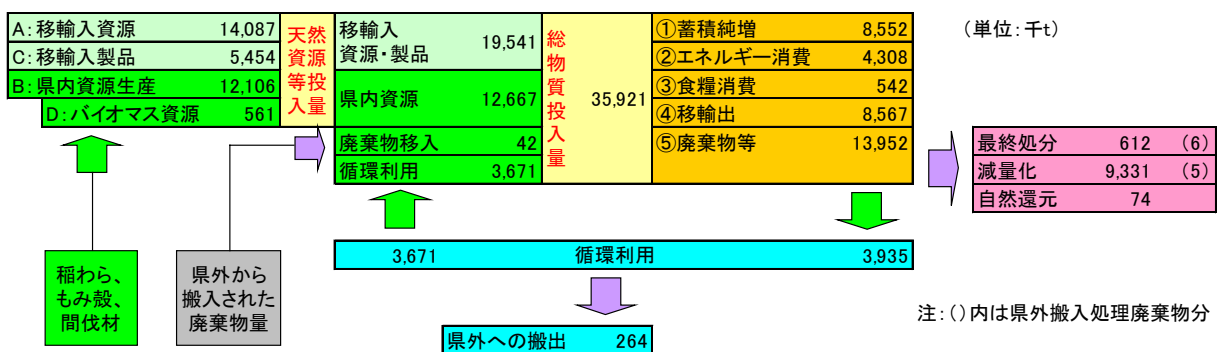 A:移輸入資源 14,087
C:移輸入製品 5,454
B:県内資源生産 12,106
D:バイオマス資源 561
天然
資源
等投
入量
移輸入
資源・製品 19,541
県内資源 12,667
廃棄物移入 42
循環利用 3,671
総
物
質
投
入
量
35,921
①蓄積純増 8,552
②エネルギー消費 4,308
③食糧消費 542
④移輸出 8,567
⑤廃棄物等 13,952
(単位:千t)
最終処分 612 (6)
減量化 9,331 (5)
自然還元 74
3,671 循環利用 3,935
稲わら、
もみ殻、
間伐材
県外から
搬入された
廃棄物量
県外への搬出 264
注:()内は県外搬入処理廃棄物分